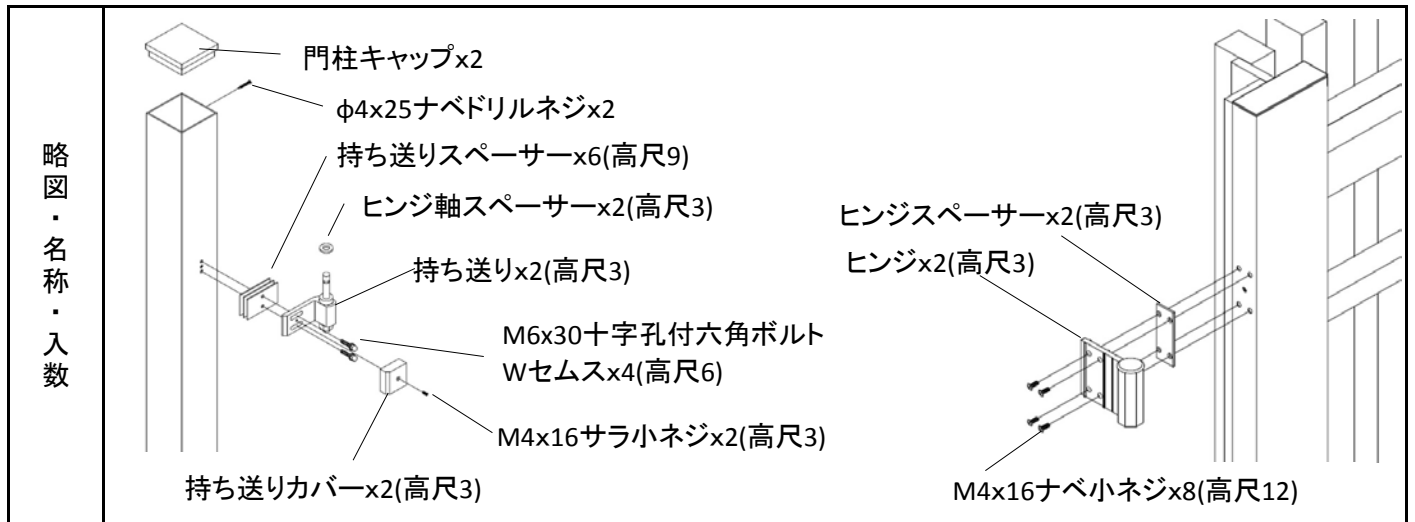 略図・名称・入数
門柱キャップx2
φ4x25ナベドリルネジx2
持ち送りスペーサーx6(高尺9)
ヒンジ軸スペーサーx2(高尺3)
持ち送りx2(高尺3)
M6x30十字孔付六角ボルト
Wセムスx4(高尺6)
M4x16サラ小ネジx2(高尺3)
持ち送りカバーx2(高尺3)
ヒンジスペーサーx2(高尺3)
ヒンジx2(高尺3)
M4x16ナベ小ネジx8(高尺12)